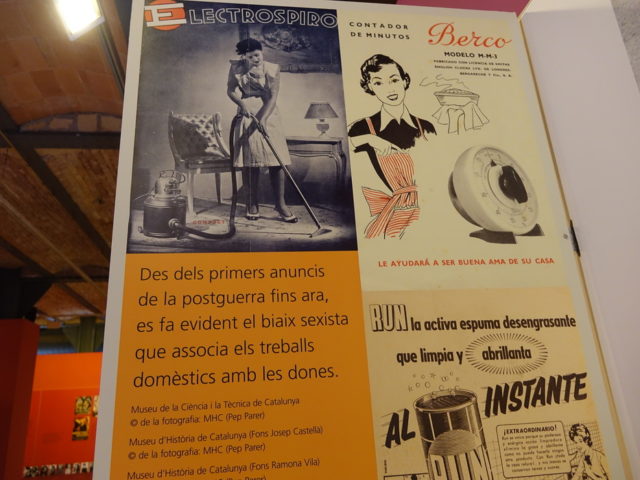 ELECTROSPIRO
COMPACT
CONTADOR
DE MINUTOS
Berco
MODELO M-M-3
LE AYUDARÁ A SER BUENA AMA DE SU CASA
Des dels primers anuncis
de la postguerra fins ara,
es fa evident el biaix sexista
que associa els treballs
domèstics amb les dones.
Museu de la Ciència i la Tècnica de Catalunya
© de la fotografia: MHC (Pep Parer)
Museu d'Història de Catalunya (Fons Josep Castellà)
© de la fotografia: MHC (Pep Parer)
Museu d'Història de Catalunya (Fons Ramona Vila)
RUN la activa espuma desengrasante
que limpia y abrillanta
AL INSTANTE
RUN
¡EXTRAORDINARIO!